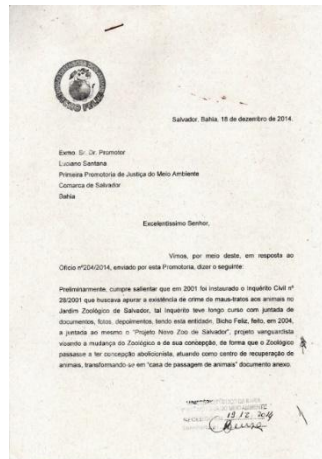 Salvador, Bahia, 18 de dezembro de 2014.
Exmo. Sr. Dr. Promotor
Luciano Santana
Primeira Promotoria de Justiça do Meio Ambiente
Comarca de Salvador
Bahia
Excelentíssimo Senhor,
Vimos, por meio deste, em resposta ao
Ofício nº204/2014, enviado por esta Promotoria, dizer o seguinte:
Preliminarmente, cumpre salientar que em 2001 foi instaurado o Inquérito Civil nº
28/2001 que buscava apurar a existência de crime de maus-tratos aos animais no
Jardim Zoológico de Salvador, tal Inquérito teve longo curso com juntada de
documentos, fotos, depoimentos, tendo esta entidade, Bicho Feliz, feito, em 2004,
a juntada ao mesmo o "Projeto Novo Zoo de Salvador", projeto vanguardista
visando a mudança do Zoológico e de sua concepção, de forma que o Zoológico
passasse a ter concepção abolicionista, atuando como centro de recuperação de
animais, transformando-se em "casa de passagem de animais" documento anexo.
19.12.2014